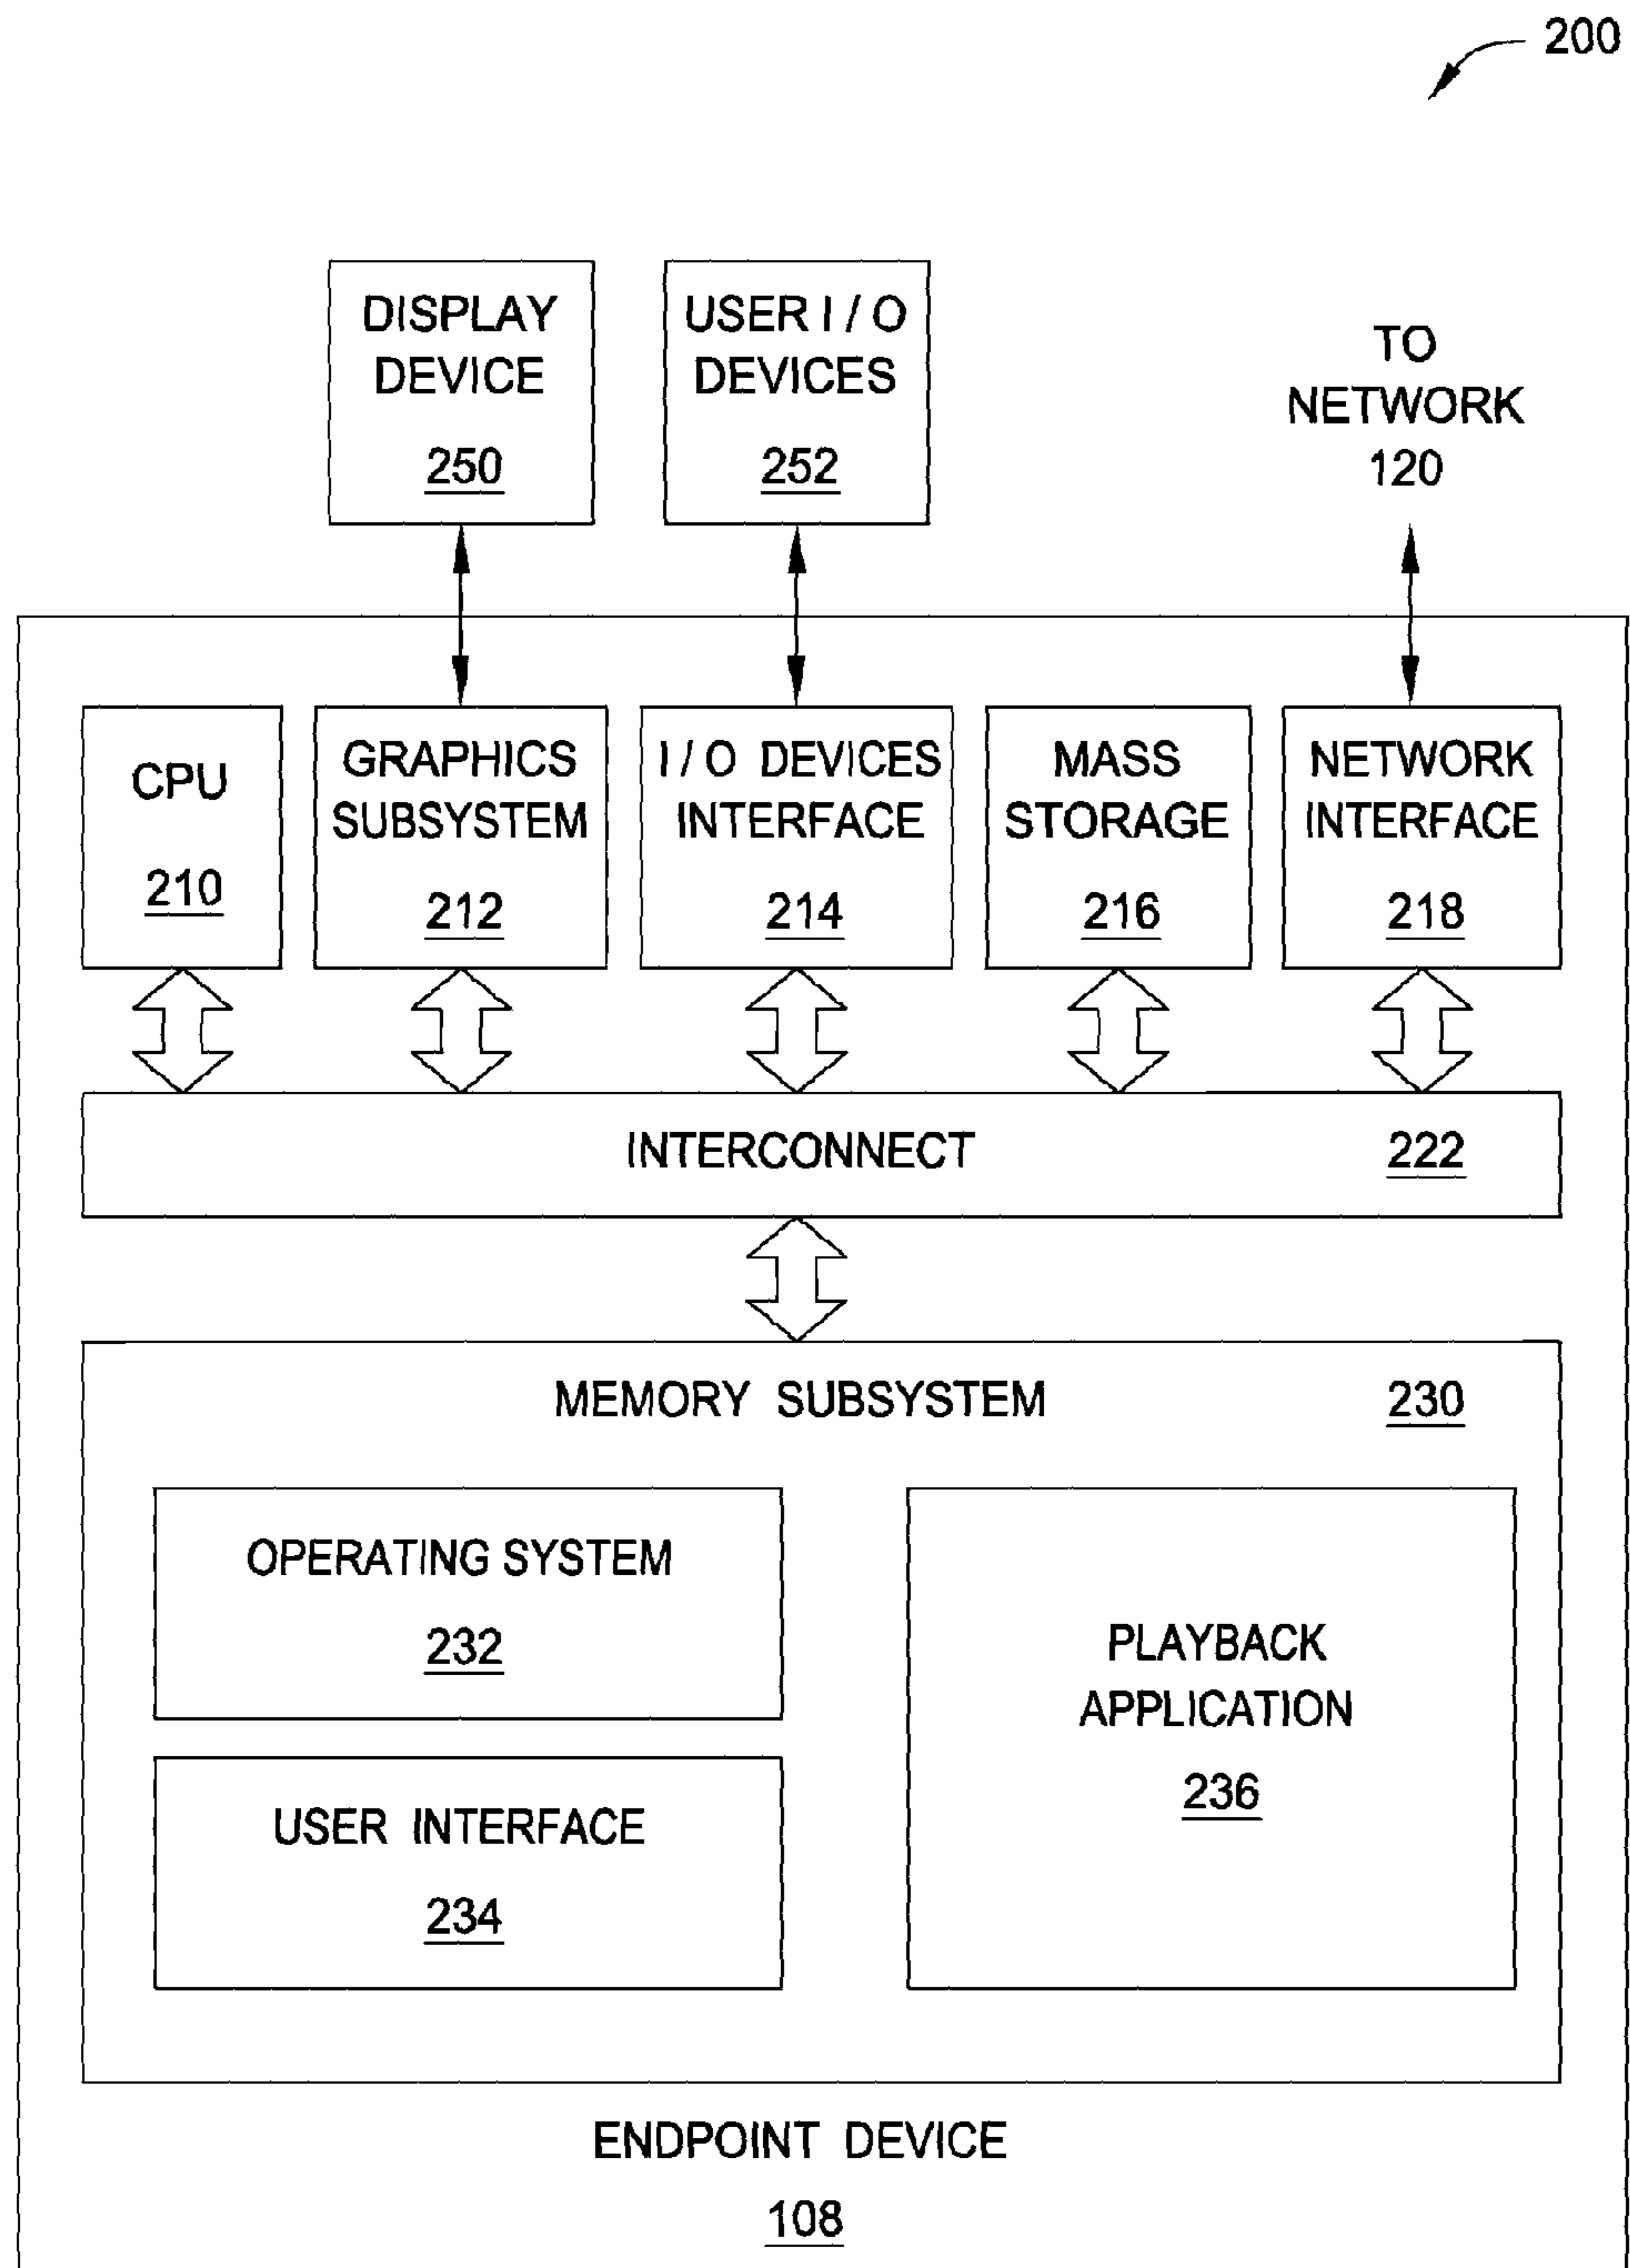 200
DISPLAY
DEVICE
250
USER I / O
DEVICES
252
TO
NETWORK
120
CPU
210
GRAPHICS
SUBSYSTEM
212
I / O DEVICES
INTERFACE
214
MASS
STORAGE
216
NETWORK
INTERFACE
218
INTERCONNECT 222
MEMORY SUBSYSTEM 230
OPERATING SYSTEM
232
USER INTERFACE
234
PLAYBACK
APPLICATION
236
ENDPOINT DEVICE
108